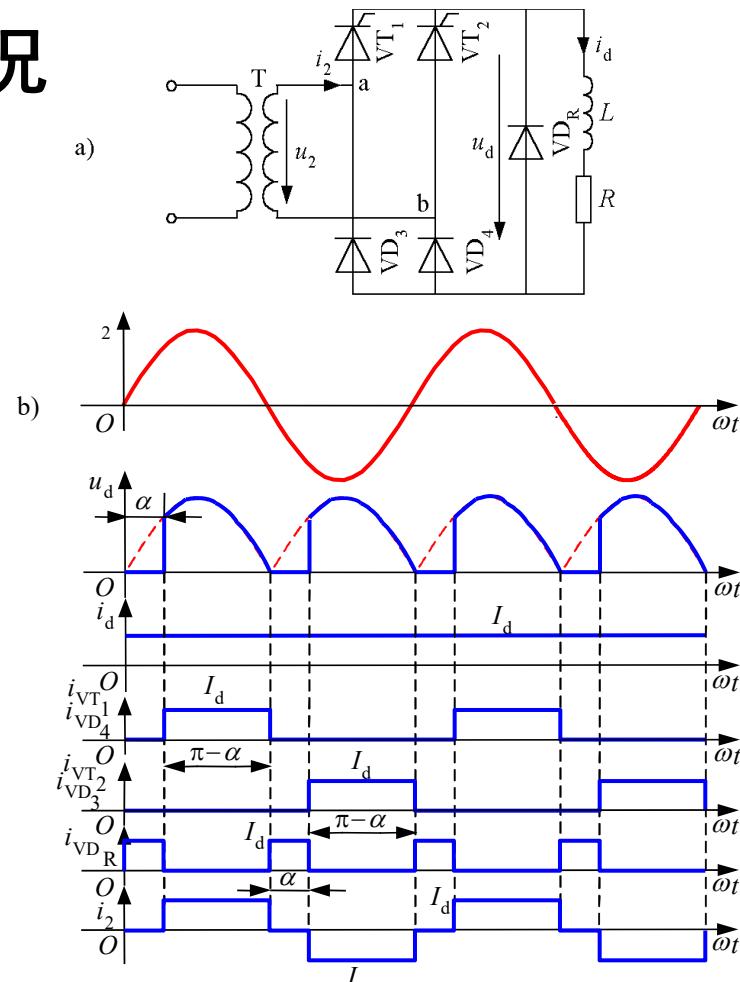 况
a)
T
i2
a
VT1
VT2
id
u2
ud
VDR
L
R
b
VD3
VD4
b)
2
O
ωt
ud
α
O
ωt
id
Id
O
ωt
iVT1
iVD4
Id
O
π−α
ωt
iVT2
iVD3
Id
O
π−α
ωt
iVDR
Id
O
α
ωt
i2
Id
O
ωt
I